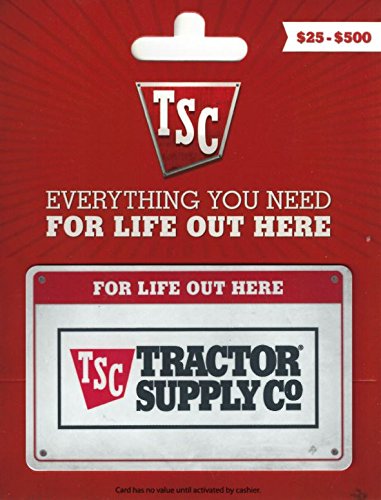 $25-$500
TSC
EVERYTHING YOU NEED
FOR LIFE OUT HERE
FOR LIFE OUT HERE
TSC TRACTOR®
SUPPLY CO
Card has no value until activated by cashier.